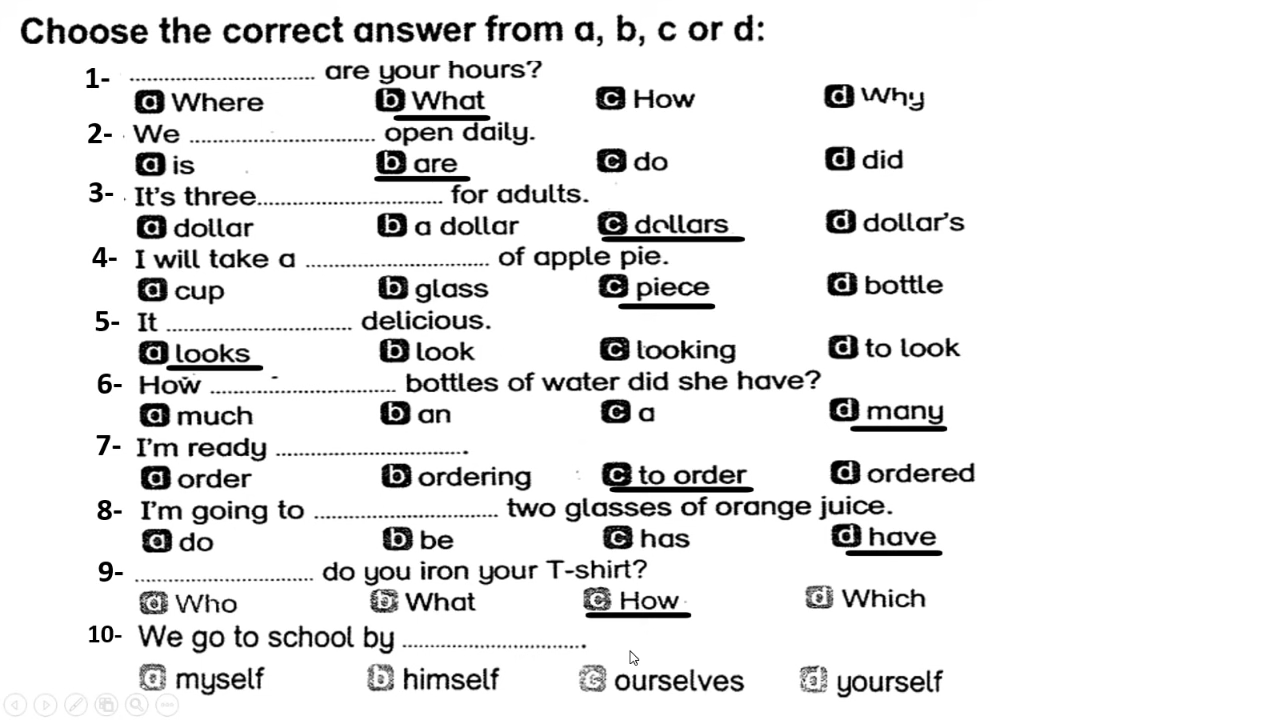 Choose the correct answer from a, b, c or d:
1- .............................. are your hours?
a Where b What c How d Why
2- We .............................. open daily.
a is b are c do d did
3- It's three.............................. for adults.
a dollar b a dollar c dollars d dollar's
4- I will take a .............................. of apple pie.
a cup b glass c piece d bottle
5- It .............................. delicious.
a looks b look c looking d to look
6- How .............................. bottles of water did she have?
a much b an c a d many
7- I'm ready ...............................
a order b ordering c to order d ordered
8- I'm going to .............................. two glasses of orange juice.
a do b be c has d have
9- .............................. do you iron your T-shirt?
a Who b What c How d Which
10- We go to school by ...............................
a myself b himself c ourselves d yourself